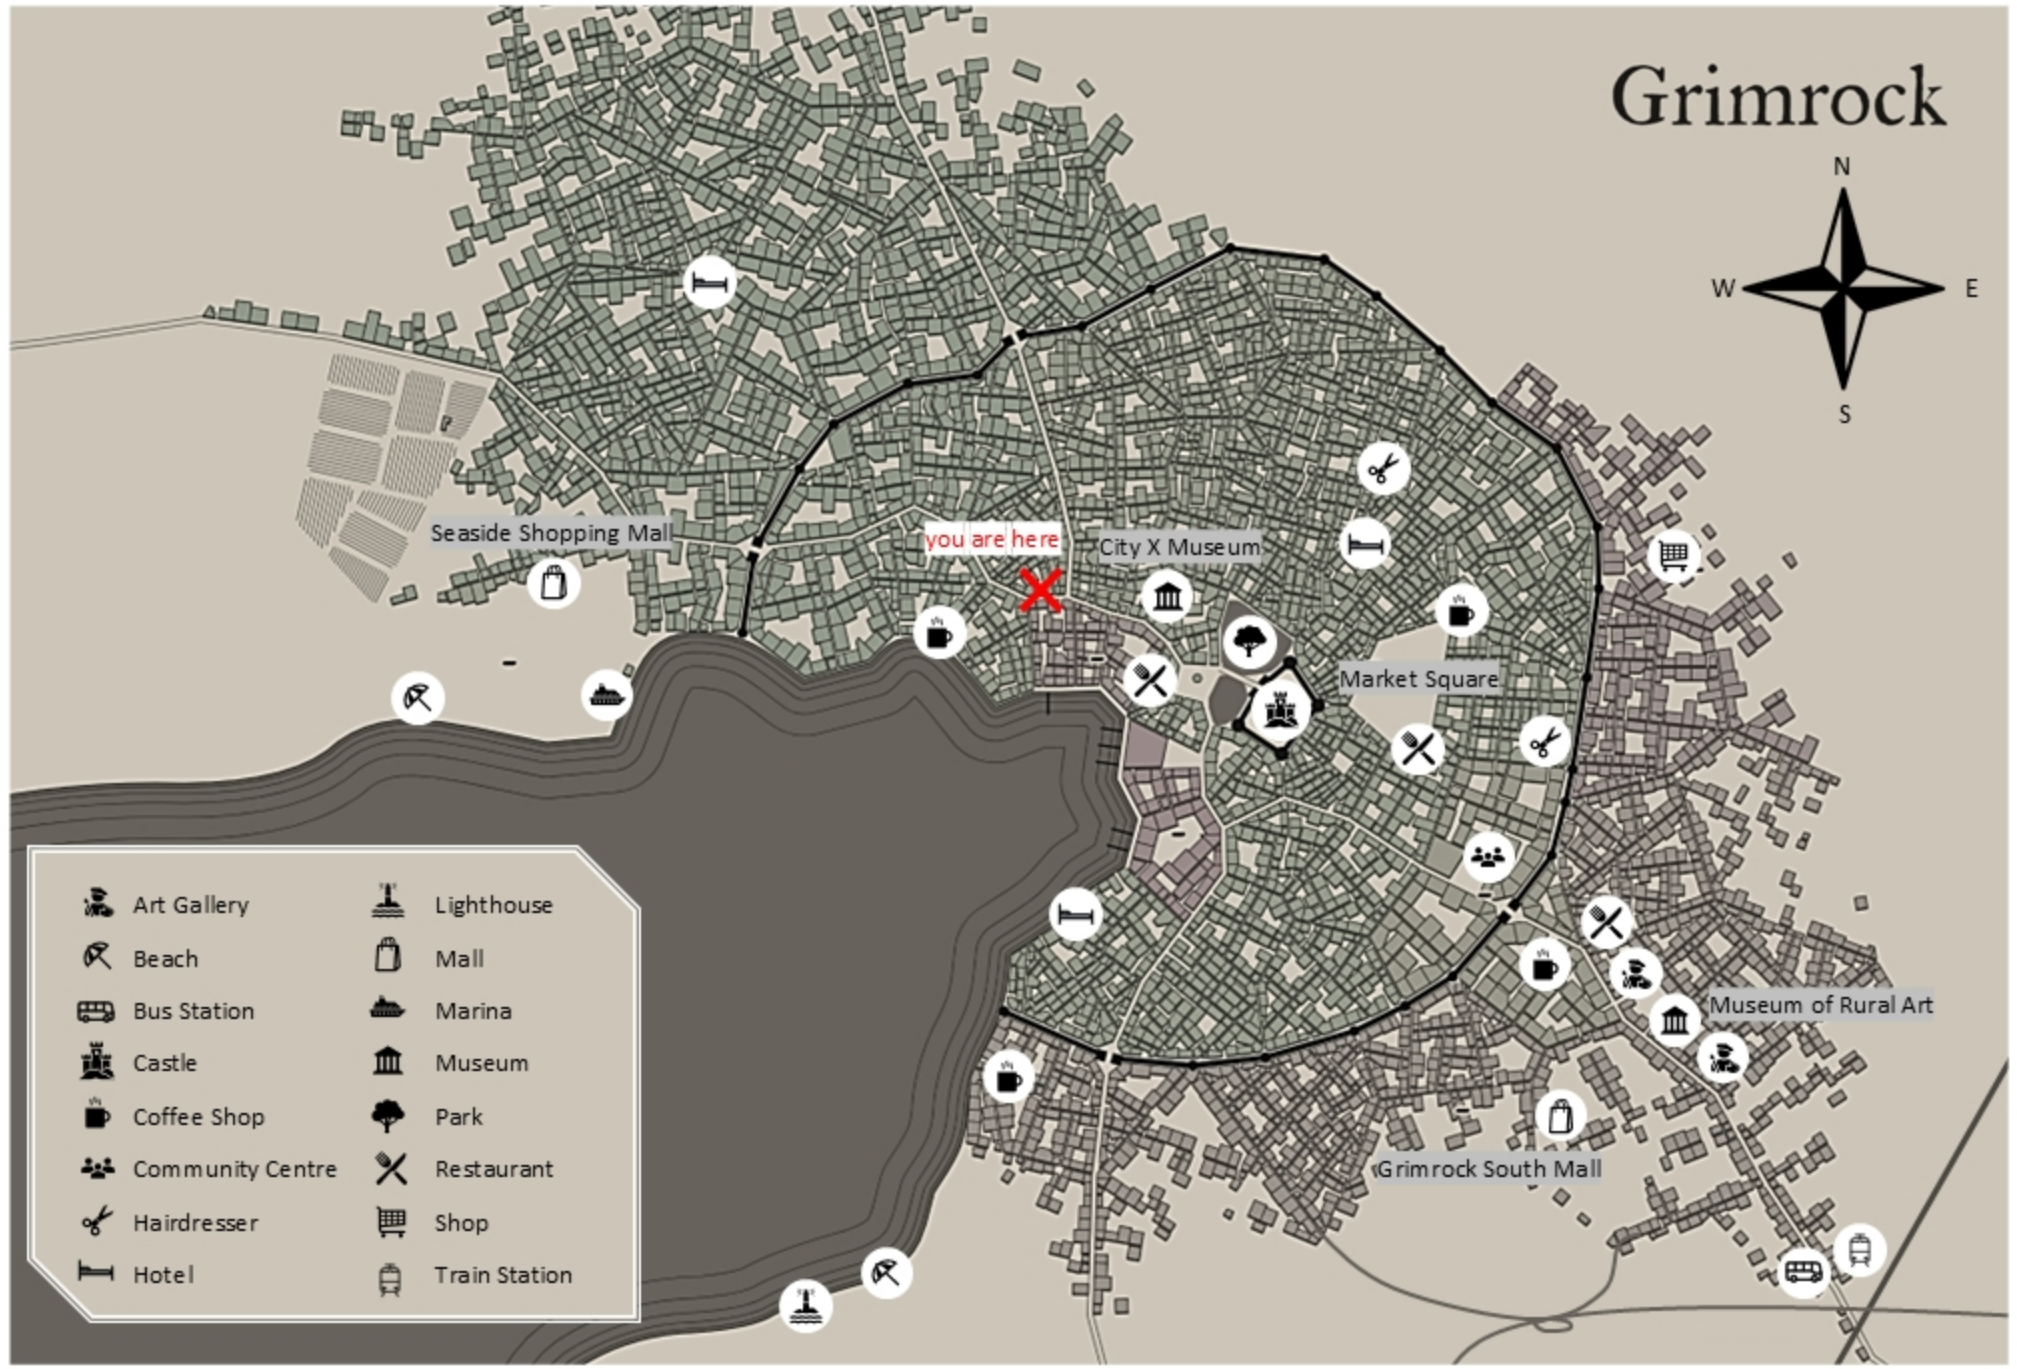 Grimrock
N
W
E
S
Seaside Shopping Mall
you are here
City X Museum
Market Square
Museum of Rural Art
Grimrock South Mall
Art Gallery
Beach
Bus Station
Castle
Coffee Shop
Community Centre
Hairdresser
Hotel
Lighthouse
Mall
Marina
Museum
Park
Restaurant
Shop
Train Station